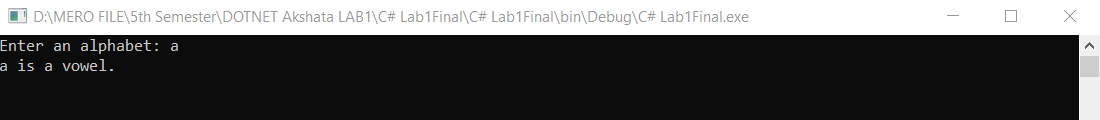 D:\MERO FILE\5th Semester\DOTNET Akshata LAB1\C# Lab1Final\C# Lab1Final\bin\Debug\C# Lab1Final.exe
Enter an alphabet: a
a is a vowel.